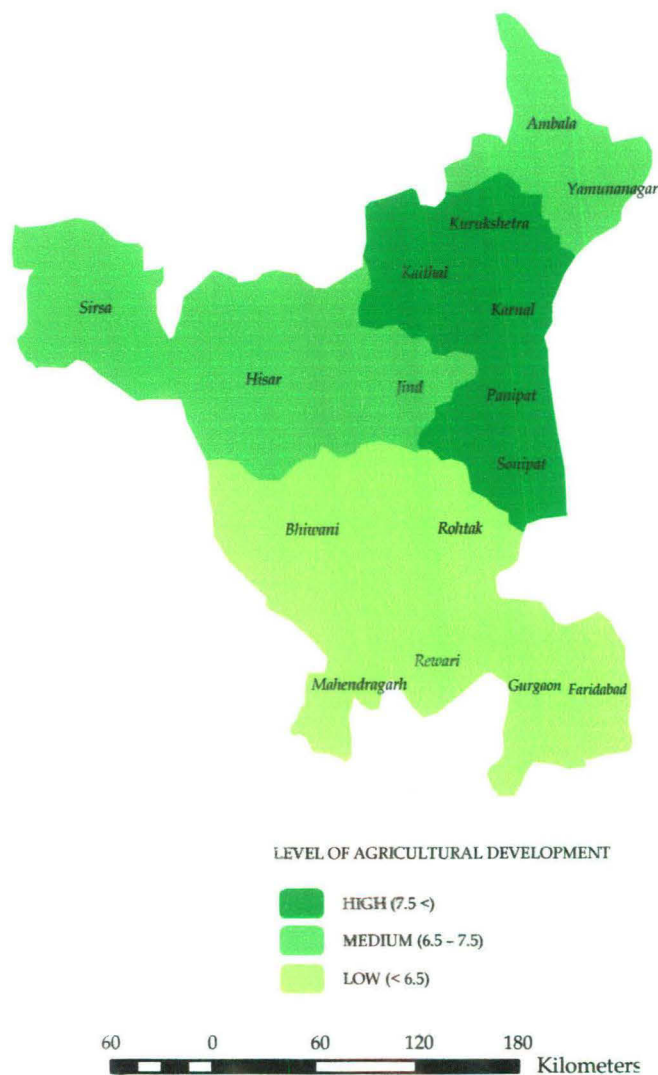 Ambala
Yamunanagar
Kurukshetra
Kaithal
Karnal
Sirsa
Hisar
Jind
Panipat
Sonipat
Bhiwani
Rohtak
Rewari
Mahendragarh
Gurgaon
Faridabad
LEVEL OF AGRICULTURAL DEVELOPMENT
HIGH (7.5 <)
MEDIUM (6.5 – 7.5)
LOW (< 6.5)
60 0 60 120 180
Kilometers